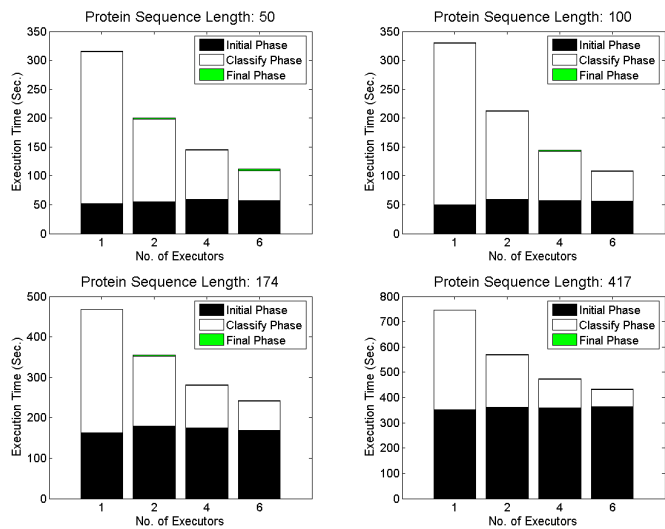 Protein Sequence Length: 50
350
300
250
200
150
100
50
0
Execution Time (Sec.)
Initial Phase
Classify Phase
Final Phase
1 2 4 6
No. of Executors
Protein Sequence Length: 100
350
300
250
200
150
100
50
0
Execution Time (Sec.)
Initial Phase
Classify Phase
Final Phase
1 2 4 6
No. of Executors
Protein Sequence Length: 174
500
400
300
200
100
0
Execution Time (Sec.)
Initial Phase
Classify Phase
Final Phase
1 2 4 6
No. of Executors
Protein Sequence Length: 417
800
700
600
500
400
300
200
100
0
Execution Time (Sec.)
Initial Phase
Classify Phase
Final Phase
1 2 4 6
No. of Executors